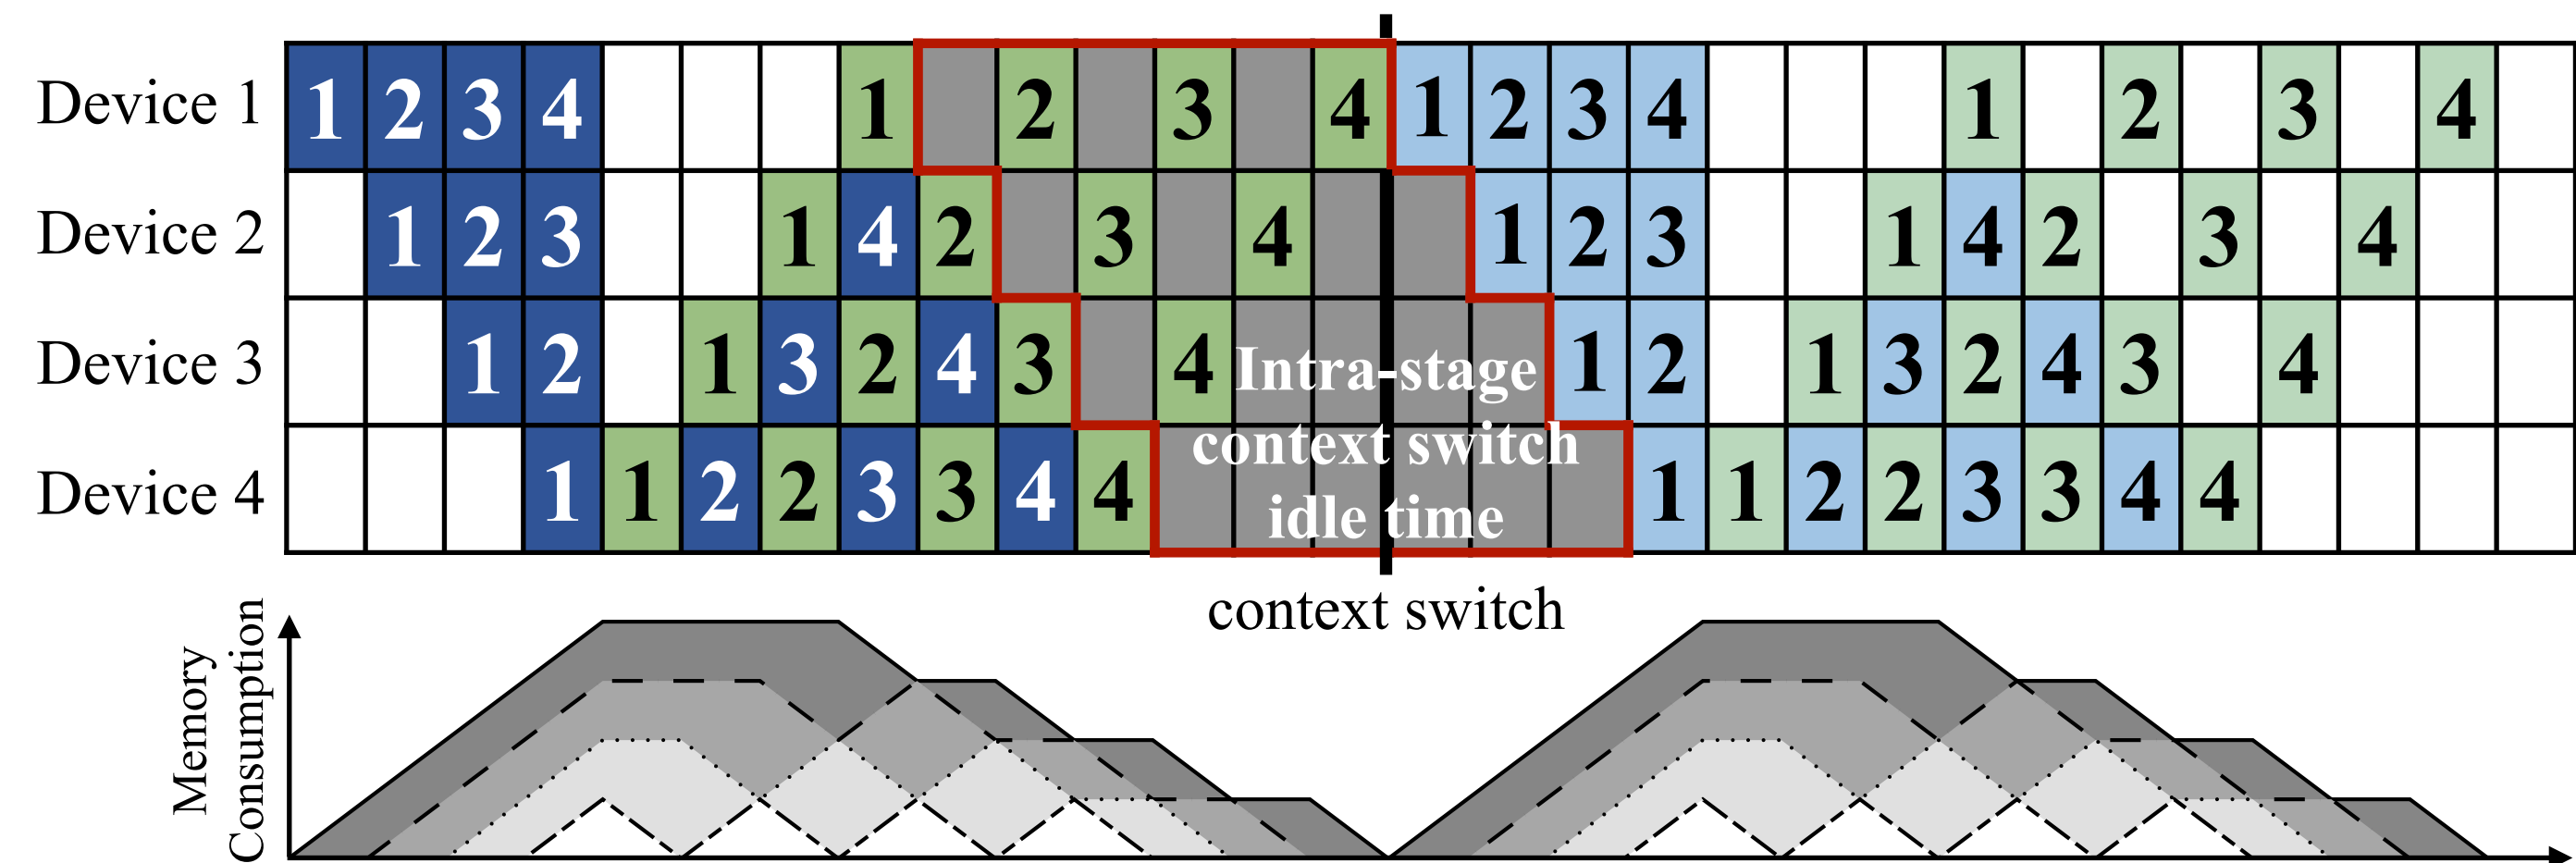 Device 1 1 2 3 4 1 2 3 4 1 2 3 4 1 2 3 4
Device 2 1 2 3 1 4 2 3 4 1 2 3 1 4 2 3 4
Device 3 1 2 1 3 2 4 3 4 1 2 1 3 2 4 3 4
Device 4 1 1 2 2 3 3 4 4 1 1 2 2 3 3 4 4
Intra-stage
context switch
idle time
context switch
Memory
Consumption